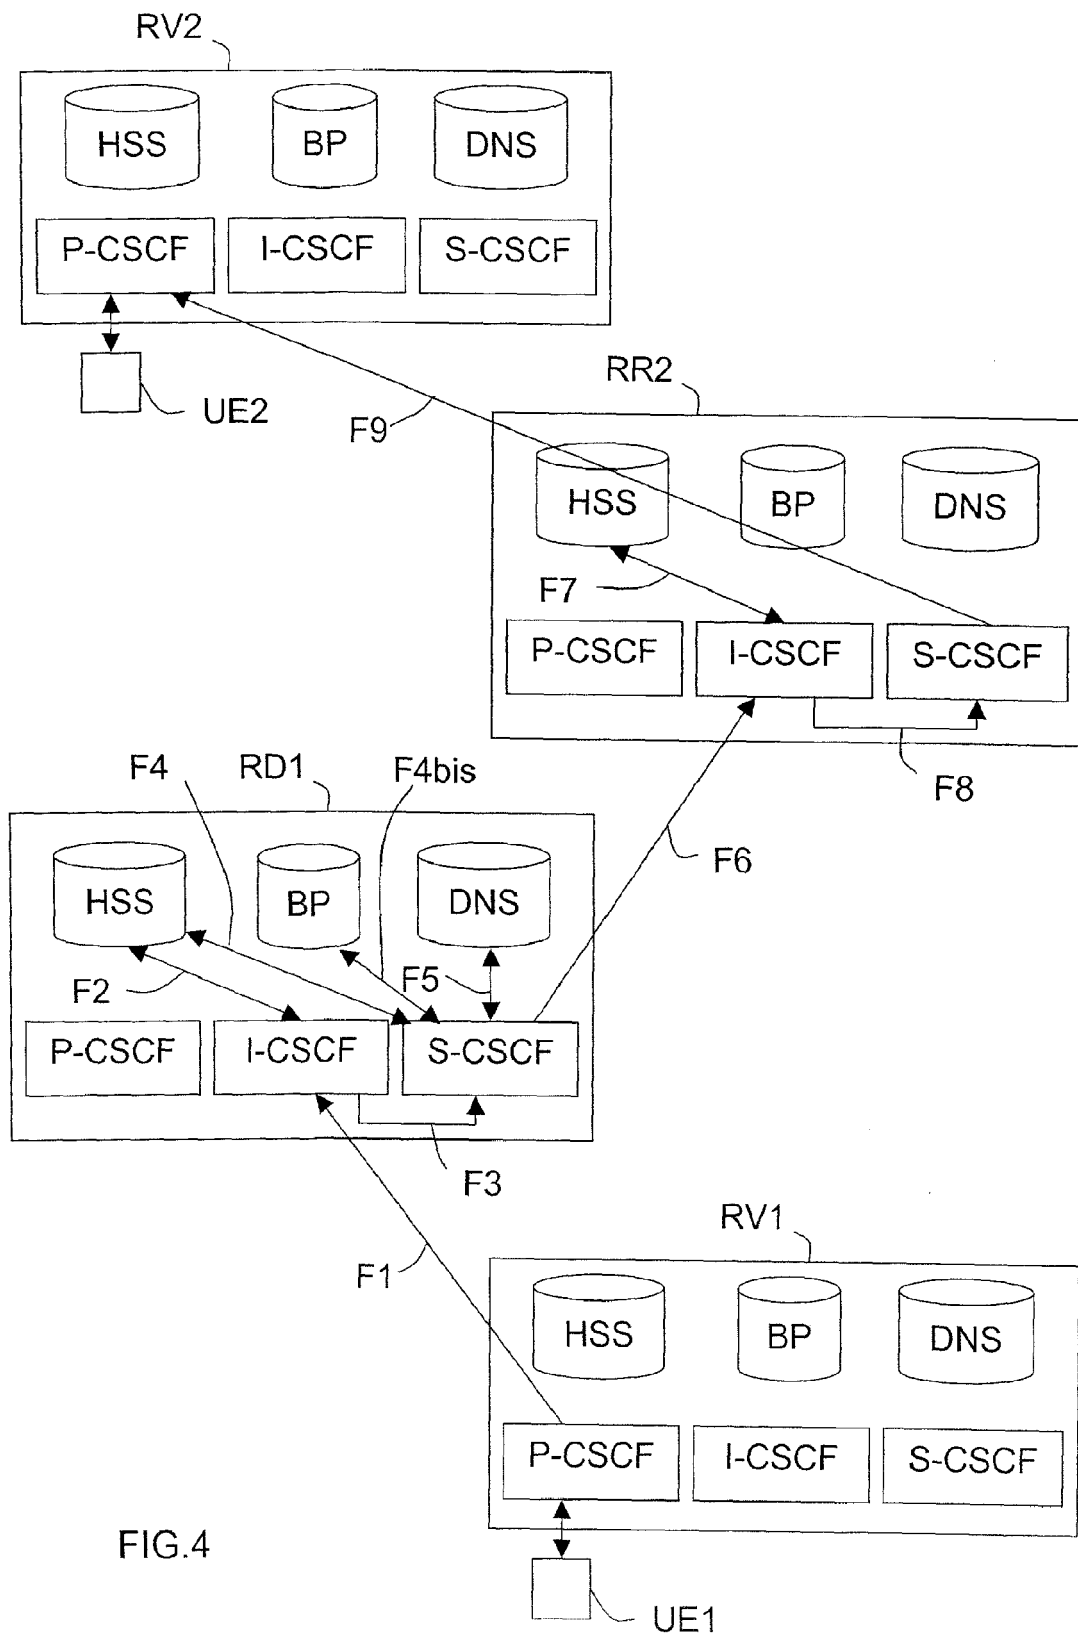 RV2
HSS BP DNS
P-CSCF I-CSCF S-CSCF
UE2
F9
RR2
HSS BP DNS
F7
P-CSCF I-CSCF S-CSCF
F8
F6
F4 RD1 F4bis
HSS BP DNS
F2 F5
P-CSCF I-CSCF S-CSCF
F3
F1
RV1
HSS BP DNS
P-CSCF I-CSCF S-CSCF
UE1
FIG.4